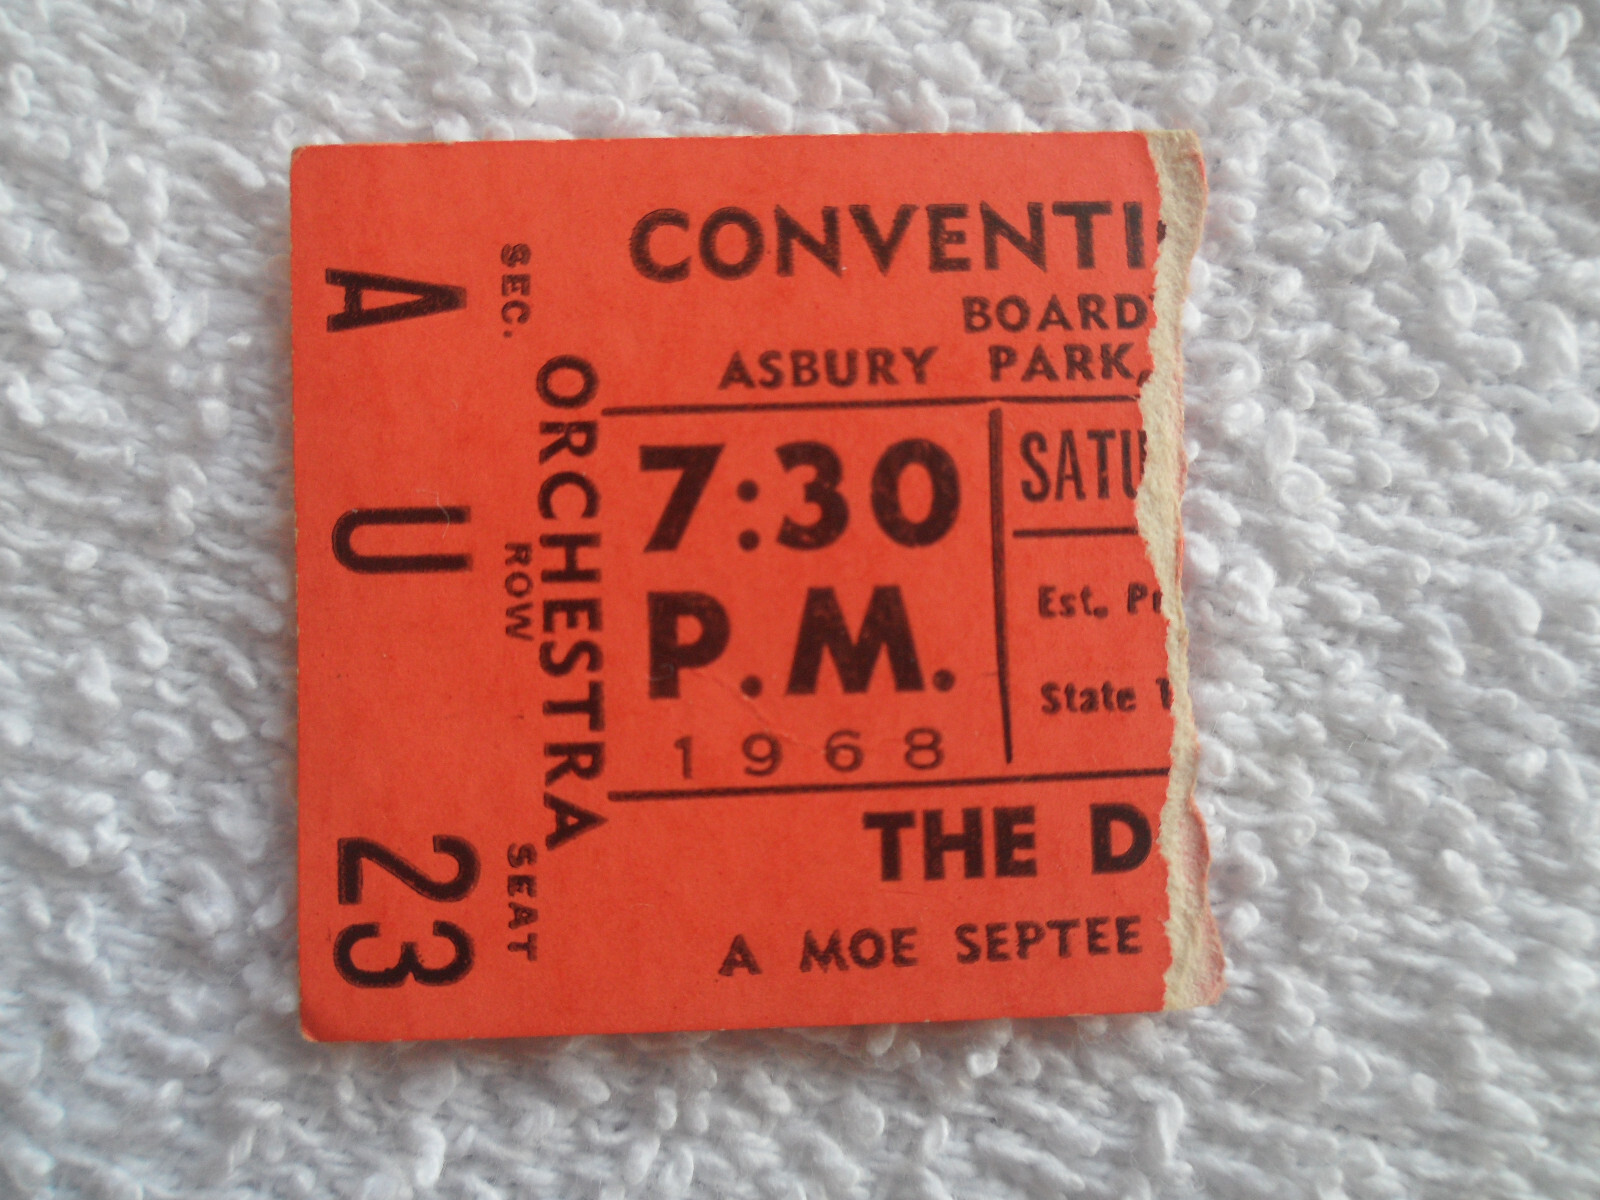 CONVENTI
BOARD
ASBURY PARK,
7:30
P.M.
1968
SATU
Est. Pr
State T
THE D
A MOE SEPTEE
ORCHESTRA
SEC. ROW SEAT
A U 23